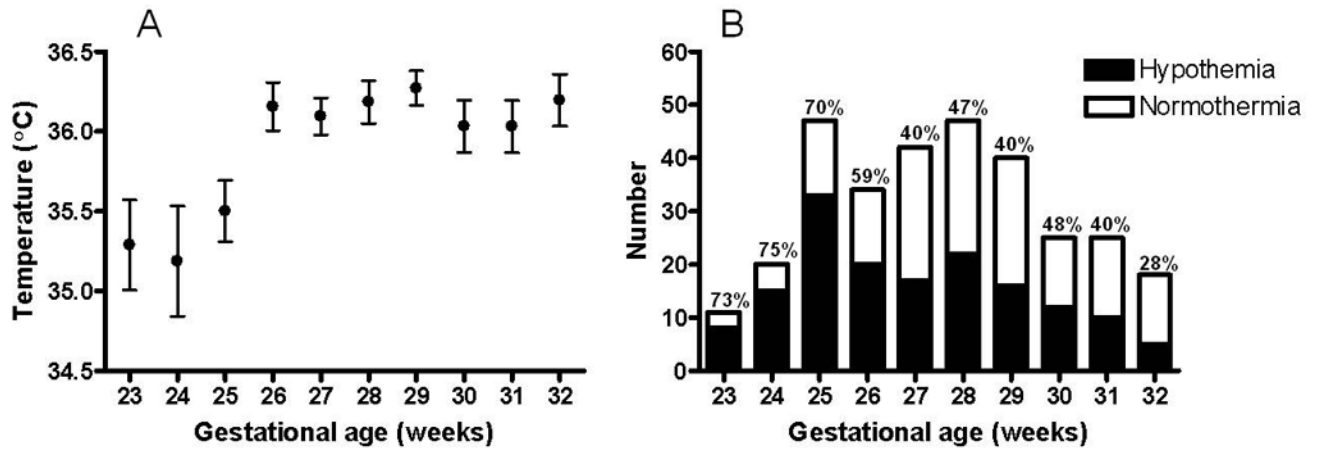 A
36.5
36.0
35.5
35.0
34.5
Temperature (°C)
23 24 25 26 27 28 29 30 31 32
Gestational age (weeks)
B
60
50
40
30
20
10
0
Number
73%
75%
70%
59%
40%
47%
40%
48%
40%
28%
23 24 25 26 27 28 29 30 31 32
Gestational age (weeks)
Hypothemia
Normothermia